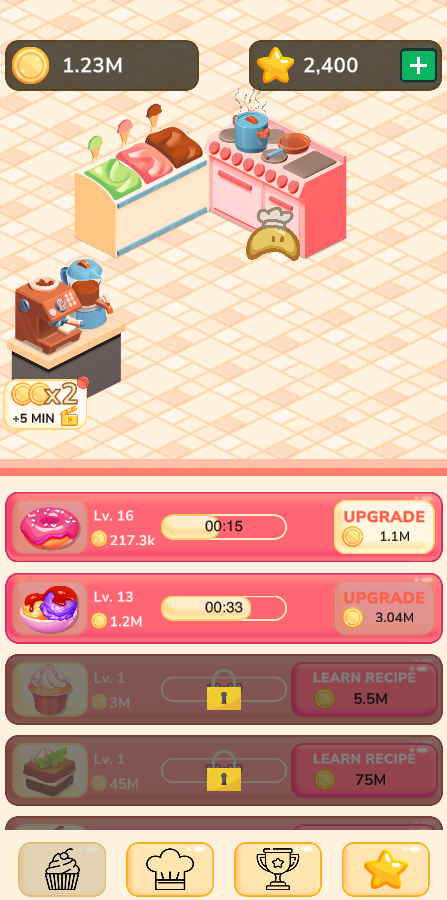 1.23M
2,400
x2
+5 MIN
Lv. 16
217.3k
00:15
UPGRADE
1.1M
Lv. 13
1.2M
00:33
UPGRADE
3.04M
Lv. 1
3M
LEARN RECIPE
5.5M
Lv. 1
45M
LEARN RECIPE
75M